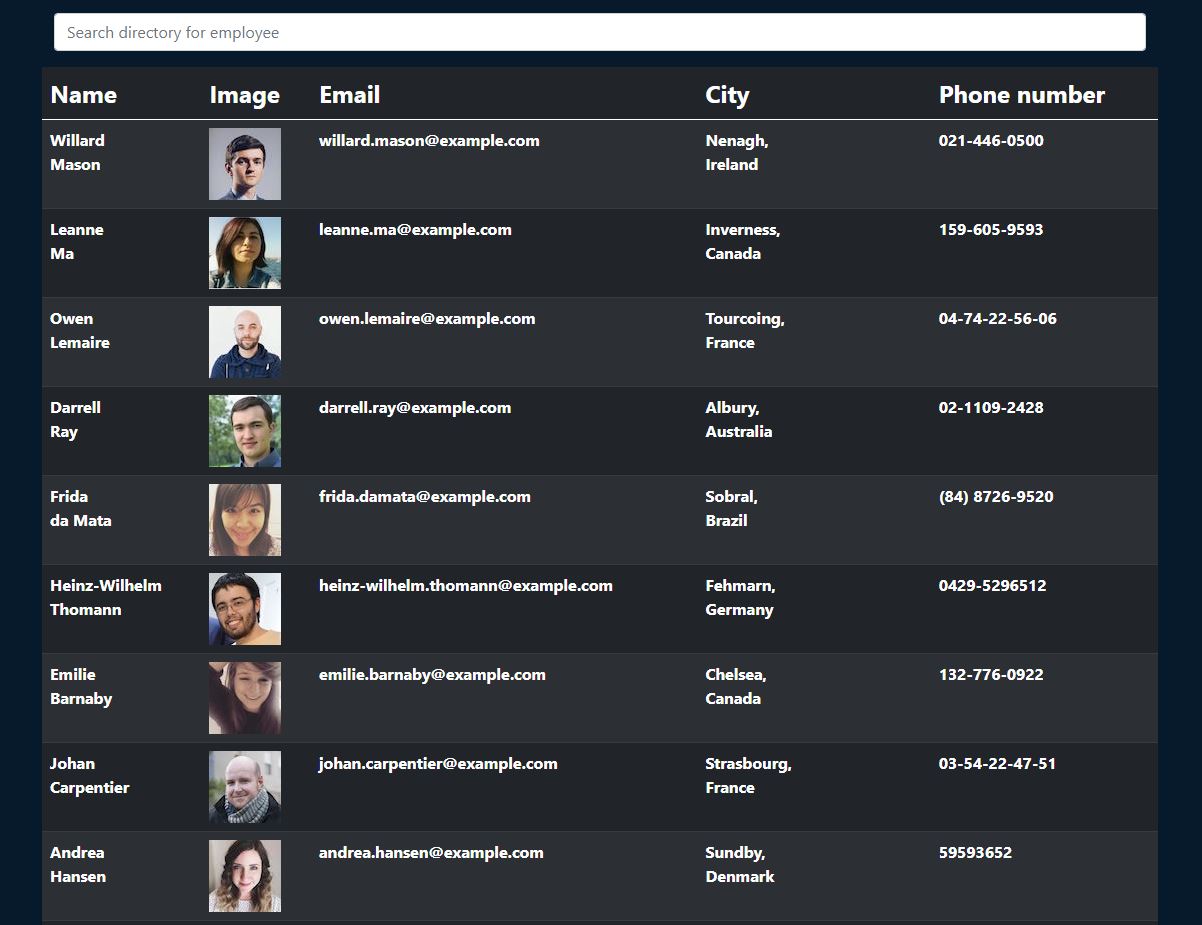 Search directory for employee
Name Image Email City Phone number
Willard willard.mason@example.com Nenagh, 021-446-0500
Mason Ireland
Leanne leanne.ma@example.com Inverness, 159-605-9593
Ma Canada
Owen owen.lemaire@example.com Tourcoing, 04-74-22-56-06
Lemaire France
Darrell darrell.ray@example.com Albury, 02-1109-2428
Ray Australia
Frida frida.damata@example.com Sobral, (84) 8726-9520
da Mata Brazil
Heinz-Wilhelm heinz-wilhelm.thomann@example.com Fehmarn, 0429-5296512
Thomann Germany
Emilie emilie.barnaby@example.com Chelsea, 132-776-0922
Barnaby Canada
Johan johan.carpentier@example.com Strasbourg, 03-54-22-47-51
Carpentier France
Andrea andrea.hansen@example.com Sundby, 59593652
Hansen Denmark